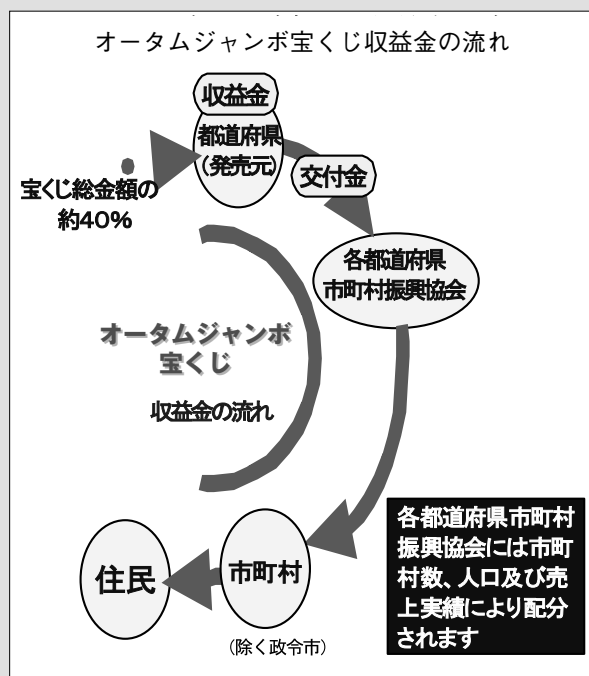 オータムジャンボ宝くじ収益金の流れ
収益金
都道府県
(発売元)
交付金
宝くじ総金額の
約40%
各都道府県
市町村振興協会
オータムジャンボ
宝くじ
収益金の流れ
各都道府県市町村
振興協会には市町
村数、人口及び売
上実績により配分
されます
市町村
住民
(除く政令市)